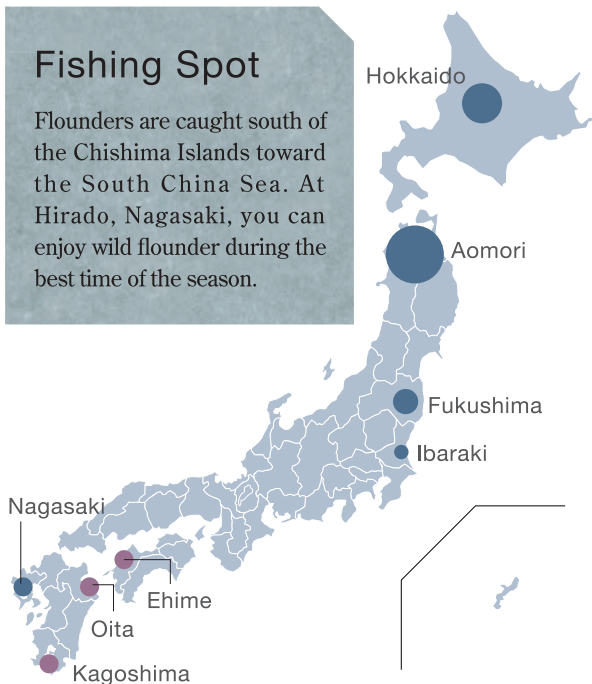 Fishing Spot
Flounders are caught south of
the Chishima Islands toward
the South China Sea. At
Hirado, Nagasaki, you can
enjoy wild flounder during the
best time of the season.
Hokkaido
Aomori
Fukushima
Ibaraki
Nagasaki
Ehime
Oita
Kagoshima